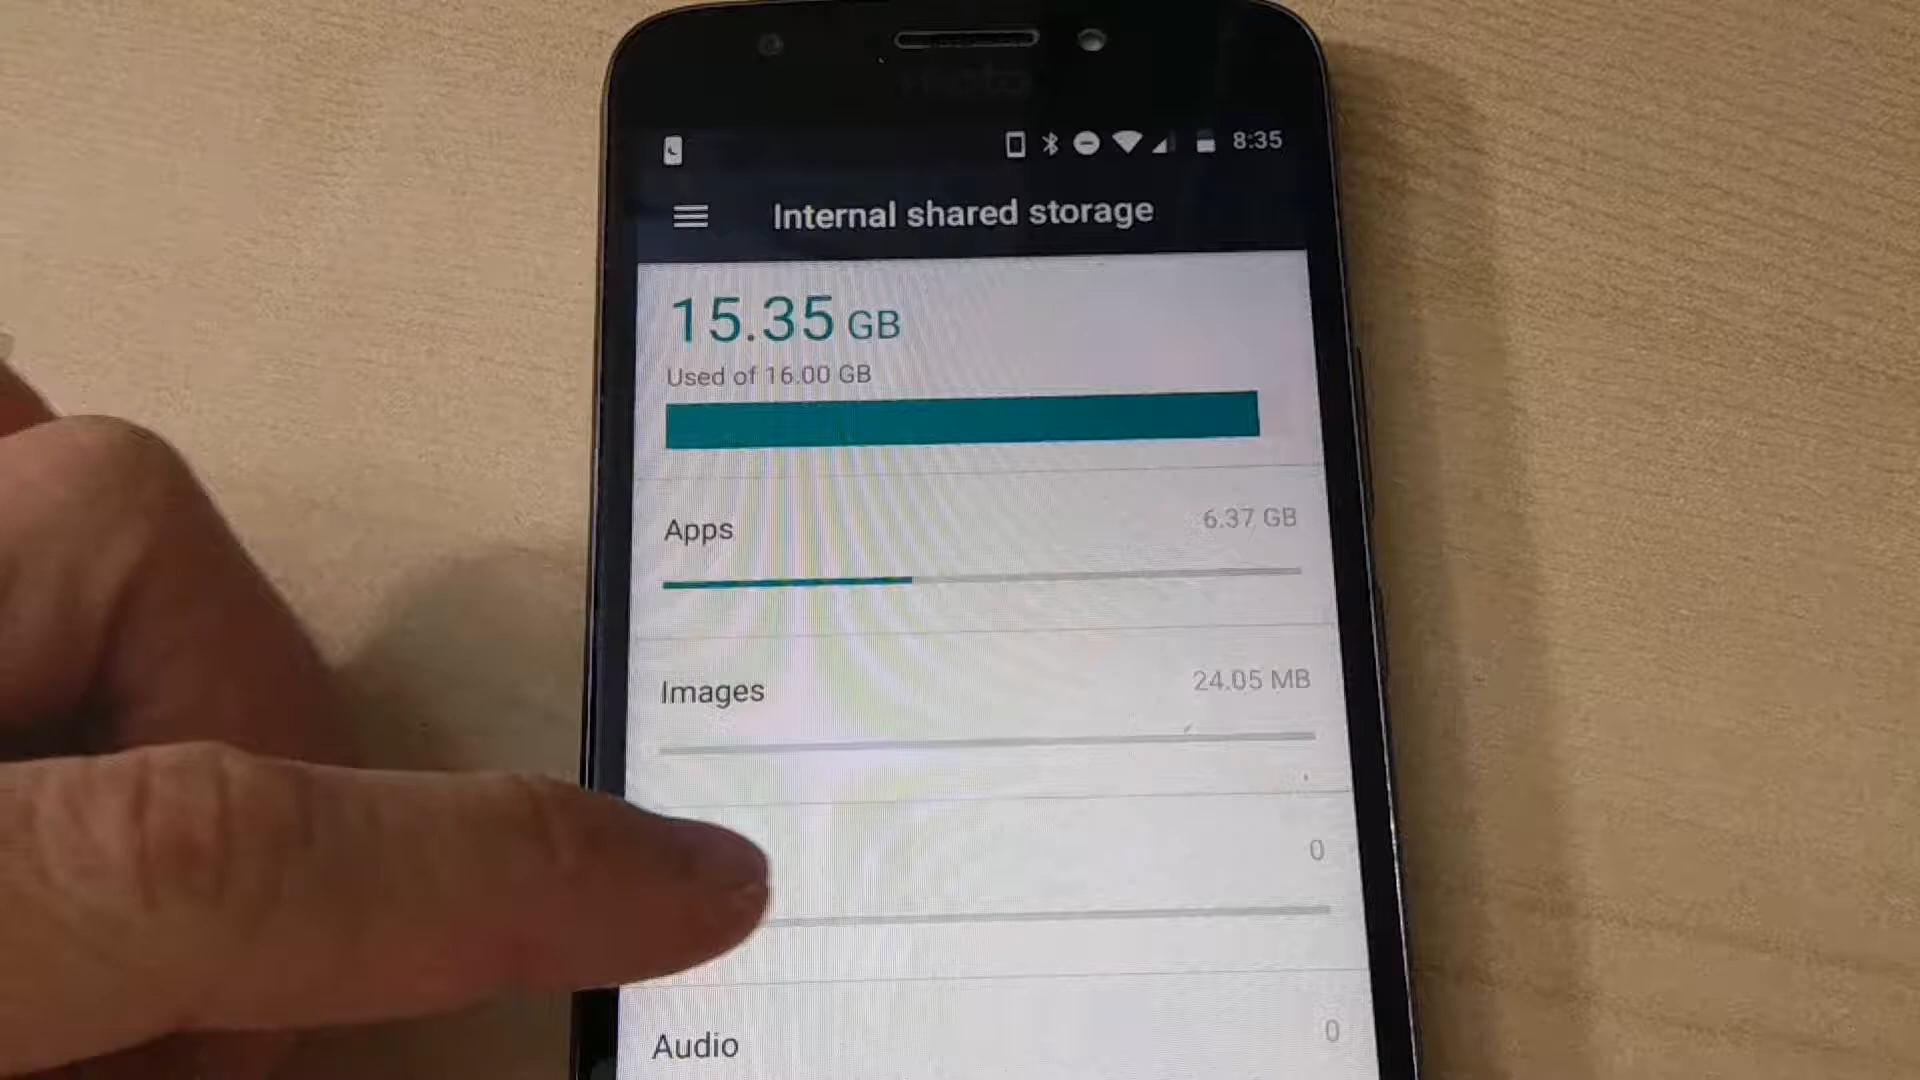 8:35
Internal shared storage
15.35 GB
Used of 16.00 GB
Apps 6.37 GB
Images 24.05 MB
0
Audio 0